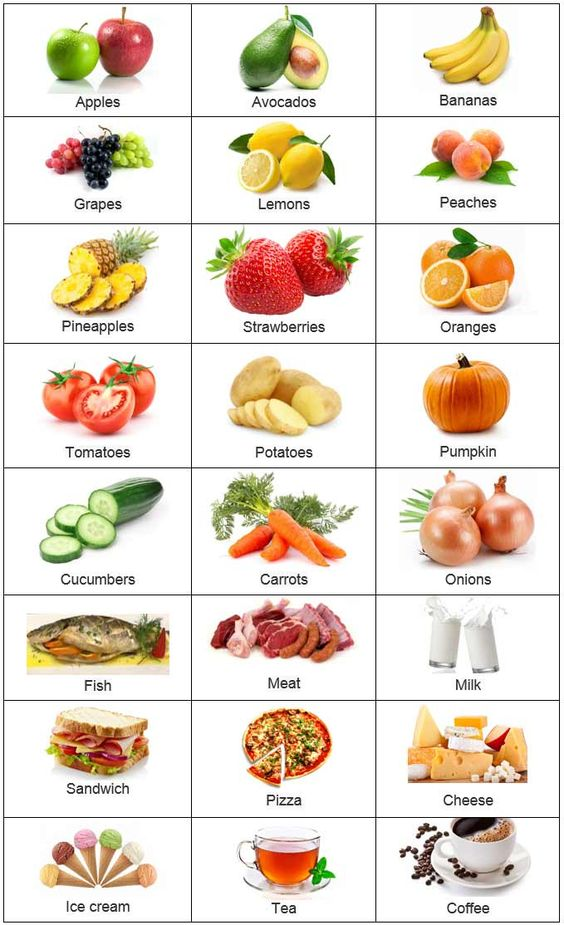 Apples
Avocados
Bananas
Grapes
Lemons
Peaches
Pineapples
Strawberries
Oranges
Tomatoes
Potatoes
Pumpkin
Cucumbers
Carrots
Onions
Fish
Meat
Milk
Sandwich
Pizza
Cheese
Ice cream
Tea
Coffee